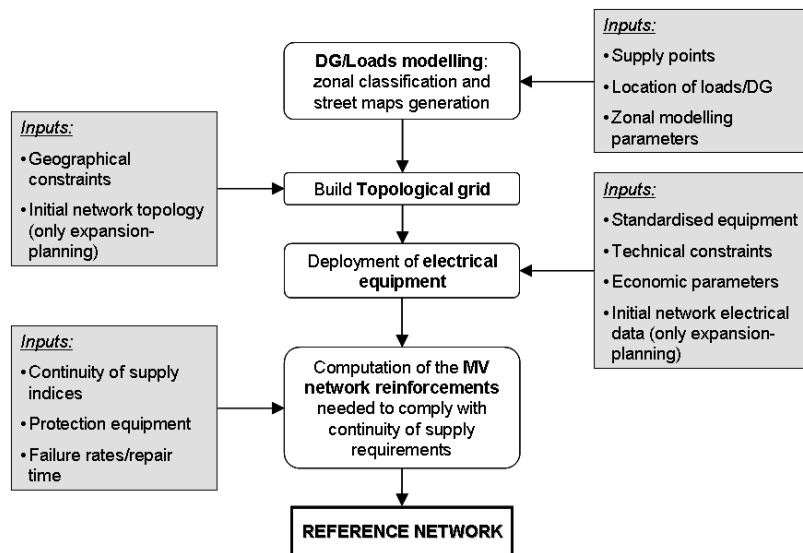 DG/Loads modelling:
zonal classification and
street maps generation
Inputs:
• Supply points
• Location of loads/DG
• Zonal modelling
parameters
Inputs:
• Geographical
constraints
• Initial network topology
(only expansion-
planning)
Build Topological grid
Inputs:
• Standardised equipment
• Technical constraints
• Economic parameters
• Initial network electrical
data (only expansion-
planning)
Deployment of electrical
equipment
Inputs:
• Continuity of supply
indices
• Protection equipment
• Failure rates/repair
time
Computation of the MV
network reinforcements
needed to comply with
continuity of supply
requirements
REFERENCE NETWORK